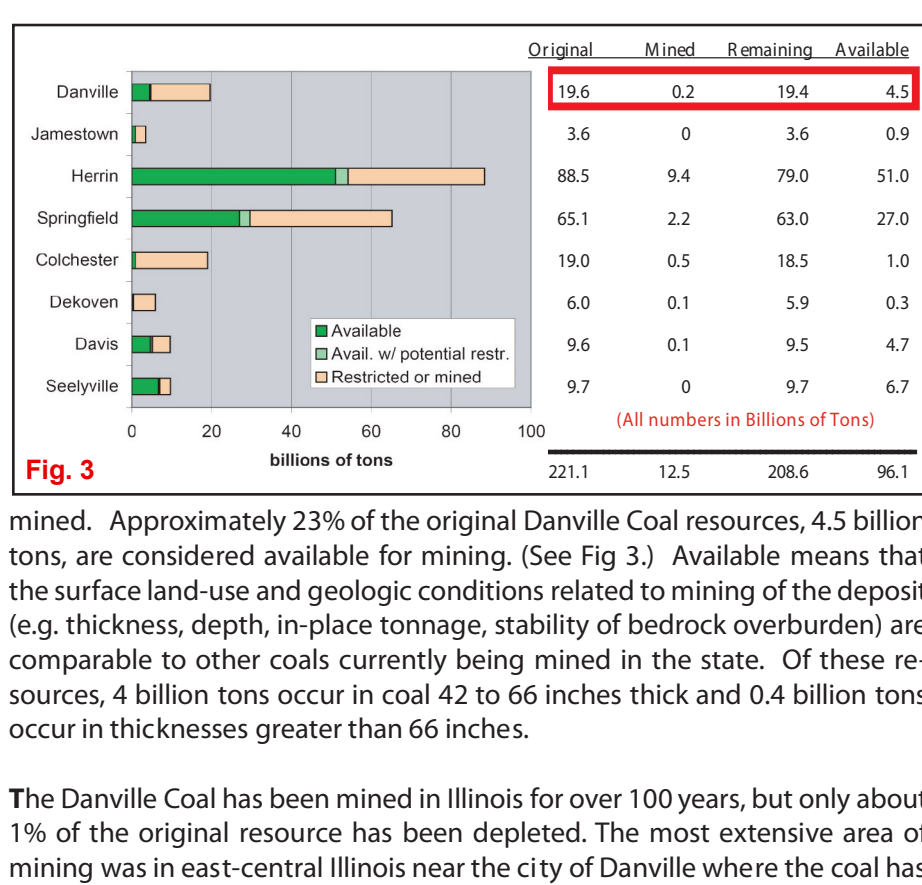 Original Mined Remaining Available
Danville 19.6 0.2 19.4 4.5
Jamestown 3.6 0 3.6 0.9
Herrin 88.5 9.4 79.0 51.0
Springfield 65.1 2.2 63.0 27.0
Colchester 19.0 0.5 18.5 1.0
Dekoven 6.0 0.1 5.9 0.3
Available
Davis 9.6 0.1 9.5 4.7
Avail. w/ potential restr.
Restricted or mined
Seelyville 9.7 0 9.7 6.7
(All numbers in Billions of Tons)
0 20 40 60 80 100
billions of tons
Fig. 3
221.1 12.5 208.6 96.1
mined. Approximately 23% of the original Danville Coal resources, 4.5 billion
tons, are considered available for mining. (See Fig 3.) Available means that
the surface land-use and geologic conditions related to mining of the deposit
(e.g. thickness, depth, in-place tonnage, stability of bedrock overburden) are
comparable to other coals currently being mined in the state. Of these re-
sources, 4 billion tons occur in coal 42 to 66 inches thick and 0.4 billion tons
occur in thicknesses greater than 66 inches.
The Danville Coal has been mined in Illinois for over 100 years, but only about
1% of the original resource has been depleted. The most extensive area of
mining was in east-central Illinois near the city of Danville where the coal has